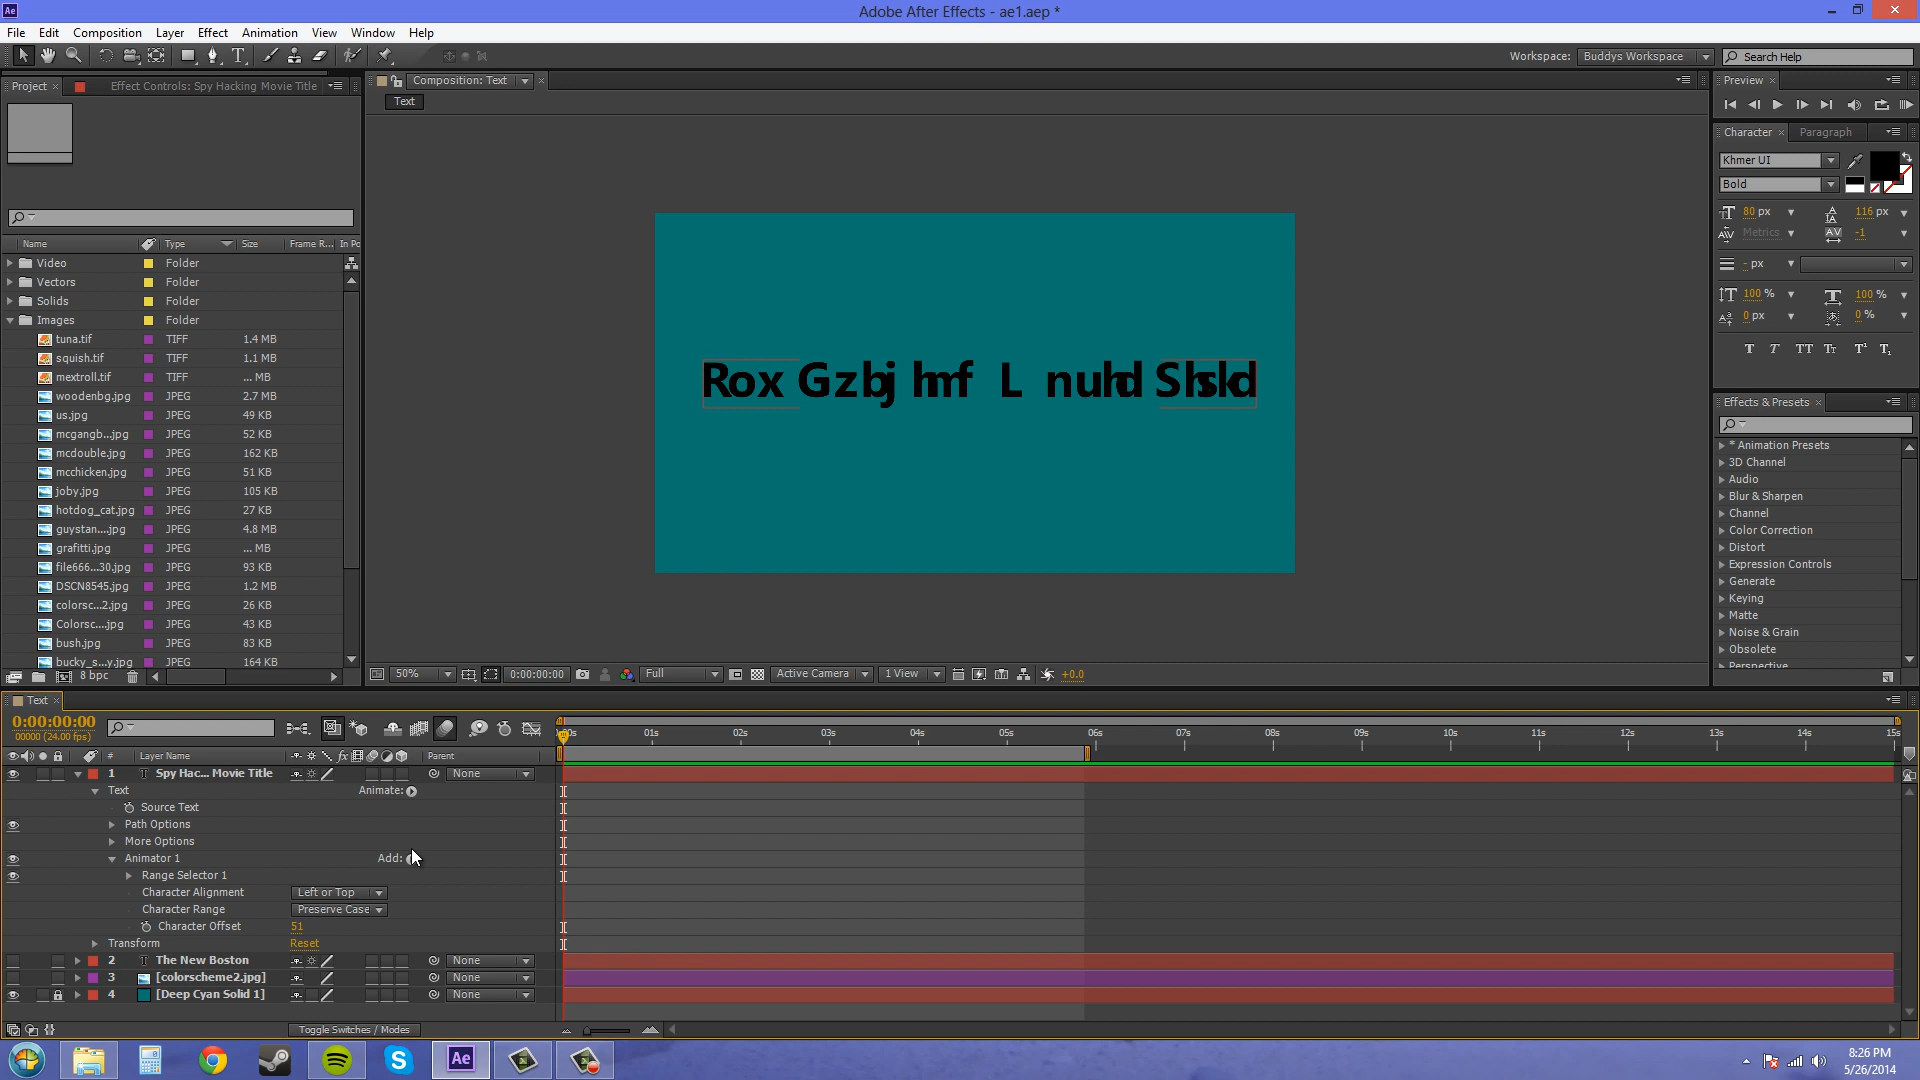 Ae
Adobe After Effects - ae1.aep *
File Edit Composition Layer Effect Animation View Window Help
Workspace: Buddys Workspace Search Help
Project × Effect Controls: Spy Hacking Movie Title
Composition: Text ×
Text
Name Type Size Frame R... In Po
Video Folder
Vectors Folder
Solids Folder
Images Folder
tuna.tif TIFF 1.4 MB
squish.tif TIFF 1.1 MB
mextroll.tif TIFF ... MB
woodenbg.jpg JPEG 2.7 MB
us.jpg JPEG 49 KB
mcgangb...jpg JPEG 52 KB
mcdouble.jpg JPEG 162 KB
mcchicken.jpg JPEG 51 KB
joby.jpg JPEG 105 KB
hotdog_cat.jpg JPEG 27 KB
guystan....jpg JPEG 4.8 MB
grafitti.jpg JPEG ... MB
file666...30.jpg JPEG 93 KB
DSCN8545.jpg JPEG 1.2 MB
colorsc...2.jpg JPEG 26 KB
Colorsc....jpg JPEG 43 KB
bush.jpg JPEG 83 KB
bucky_s...y.jpg JPEG 164 KB
8 bpc
Rox Gzbj hmf L nuhd Shskd
50% 0:00:00:00 Full Active Camera 1 View +0.0
Preview ×
Character × Paragraph
Khmer UI
Bold
80 px 116 px
Metrics -1
- px
100 % 100 %
0 px 0 %
T T TT Tт T¹ T₁
Effects & Presets ×
* Animation Presets
3D Channel
Audio
Blur & Sharpen
Channel
Color Correction
Distort
Expression Controls
Generate
Keying
Matte
Noise & Grain
Obsolete
Perspective
Text ×
0:00:00:00
00000 (24.00 fps)
01s 02s 03s 04s 05s 06s 07s 08s 09s 10s 11s 12s 13s 14s 15s
# Layer Name Parent
1 T Spy Hac... Movie Title None
Text Animate:
Source Text
Path Options
More Options
Animator 1 Add:
Range Selector 1
Character Alignment Left or Top
Character Range Preserve Case
Character Offset 51
Transform Reset
2 T The New Boston None
3 [colorscheme2.jpg] None
4 [Deep Cyan Solid 1] None
Toggle Switches / Modes
Ae
8:26 PM
5/26/2014